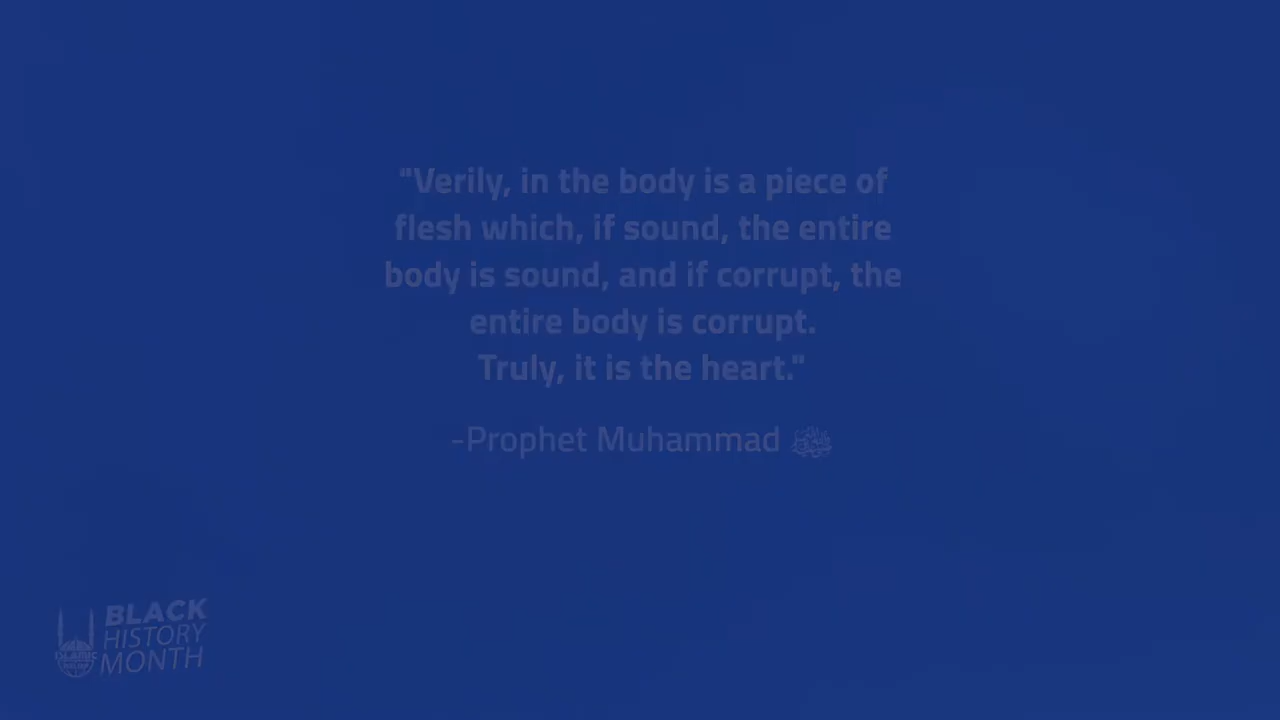 "Verily, in the body is a piece of
flesh which, if sound, the entire
body is sound, and if corrupt, the
entire body is corrupt.
Truly, it is the heart."
-Prophet Muhammad ﷺ
BLACK
HISTORY
MONTH
ISLAMIC
RELIEF